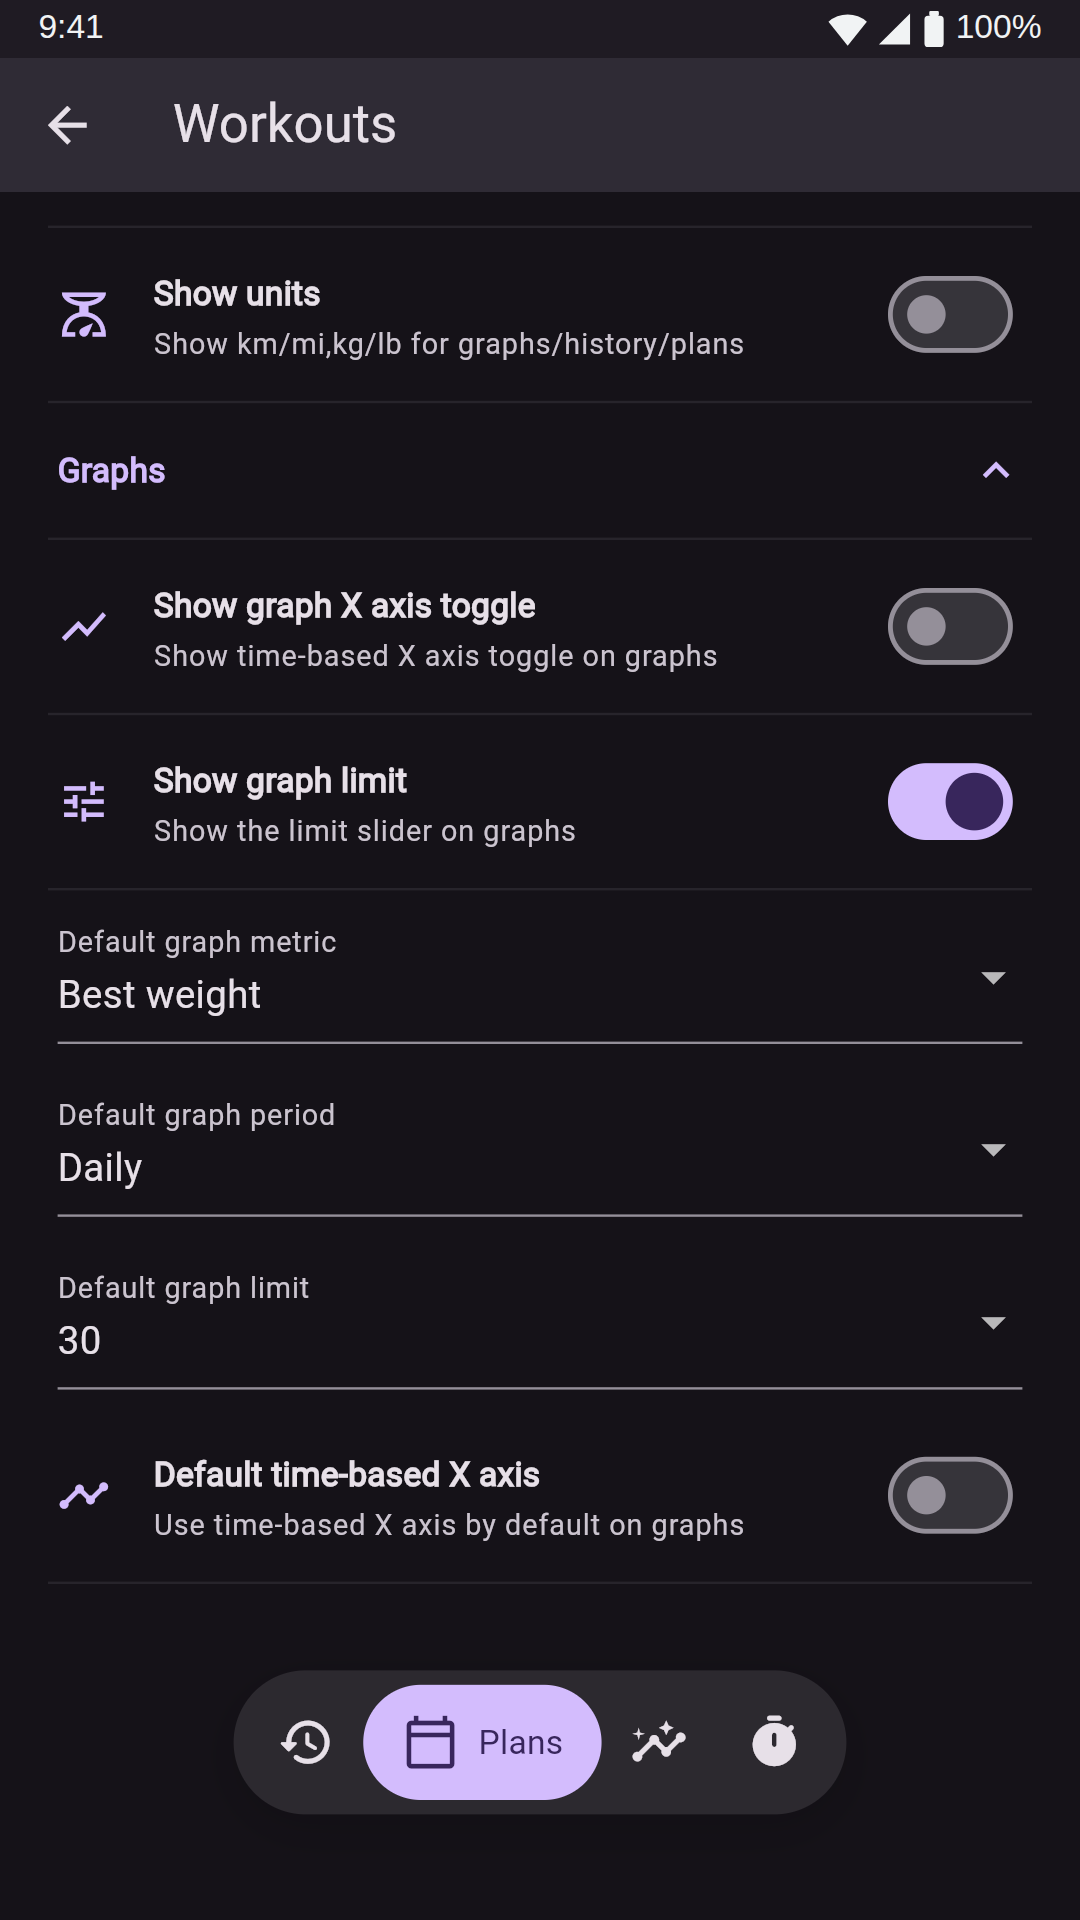 9:41
100%
Workouts
Show units
Show km/mi,kg/lb for graphs/history/plans
Graphs
Show graph X axis toggle
Show time-based X axis toggle on graphs
Show graph limit
Show the limit slider on graphs
Default graph metric
Best weight
Default graph period
Daily
Default graph limit
30
Default time-based X axis
Use time-based X axis by default on graphs
Plans